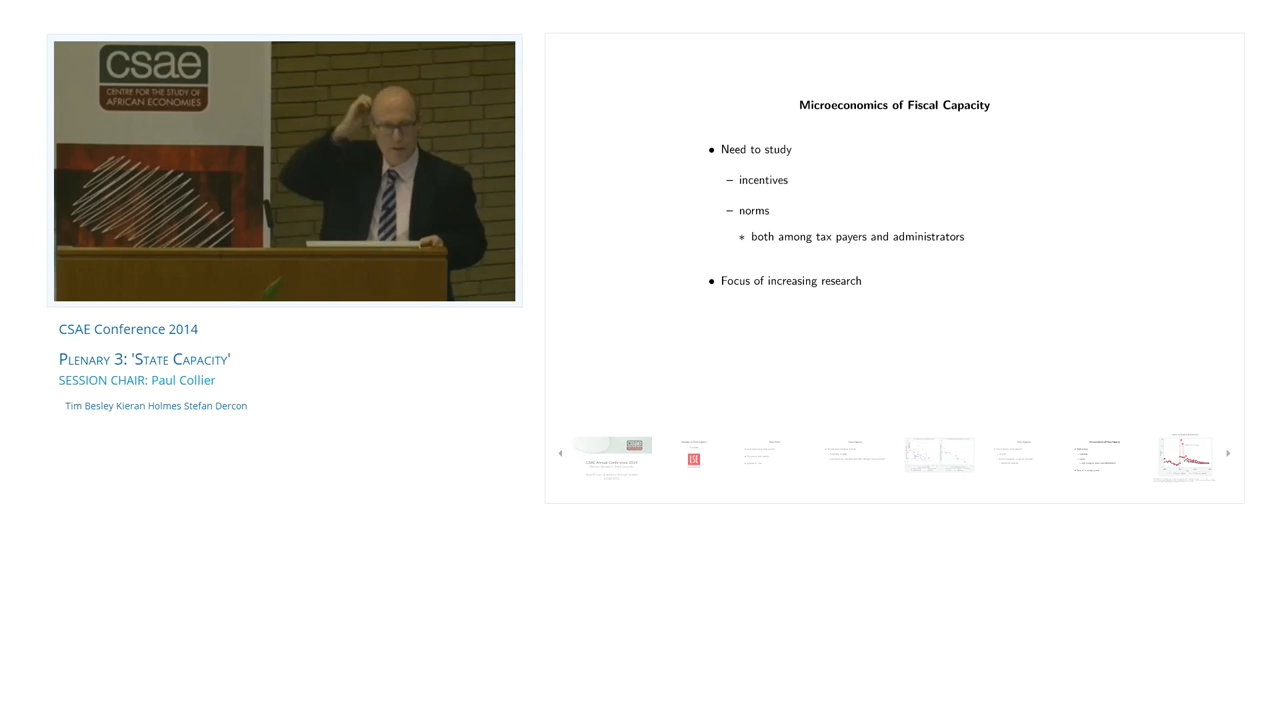 csae
CENTRE FOR THE STUDY OF
AFRICAN ECONOMIES
CSAE Conference 2014
PLENARY 3: 'STATE CAPACITY'
SESSION CHAIR: Paul Collier
Tim Besley Kieran Holmes Stefan Dercon
Microeconomics of Fiscal Capacity
• Need to study
– incentives
– norms
∗ both among tax payers and administrators
• Focus of increasing research
LSE